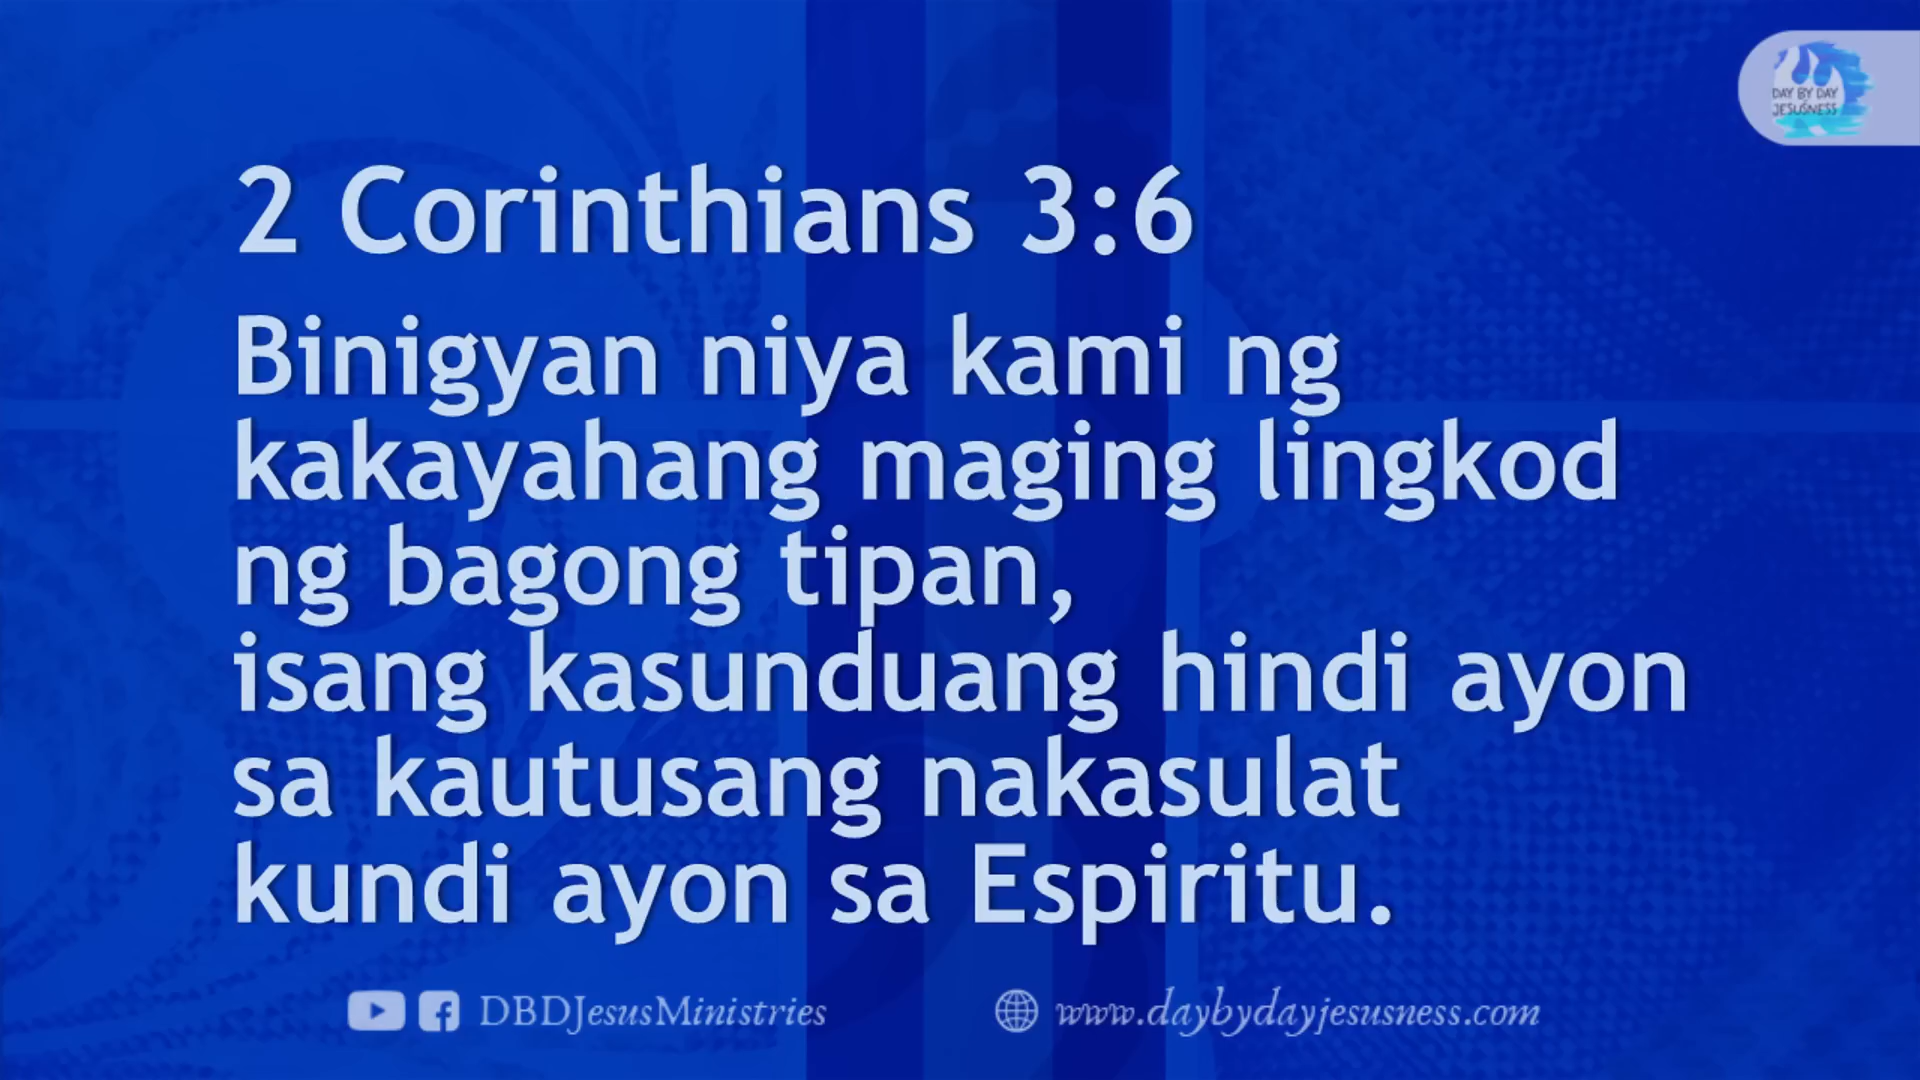 DAY BY DAY
JESUSNESS
2 Corinthians 3:6
Binigyan niya kami ng
kakayahang maging lingkod
ng bagong tipan,
isang kasunduang hindi ayon
sa kautusang nakasulat
kundi ayon sa Espiritu.
DBDJesusMinistries
www.daybydayjesusness.com